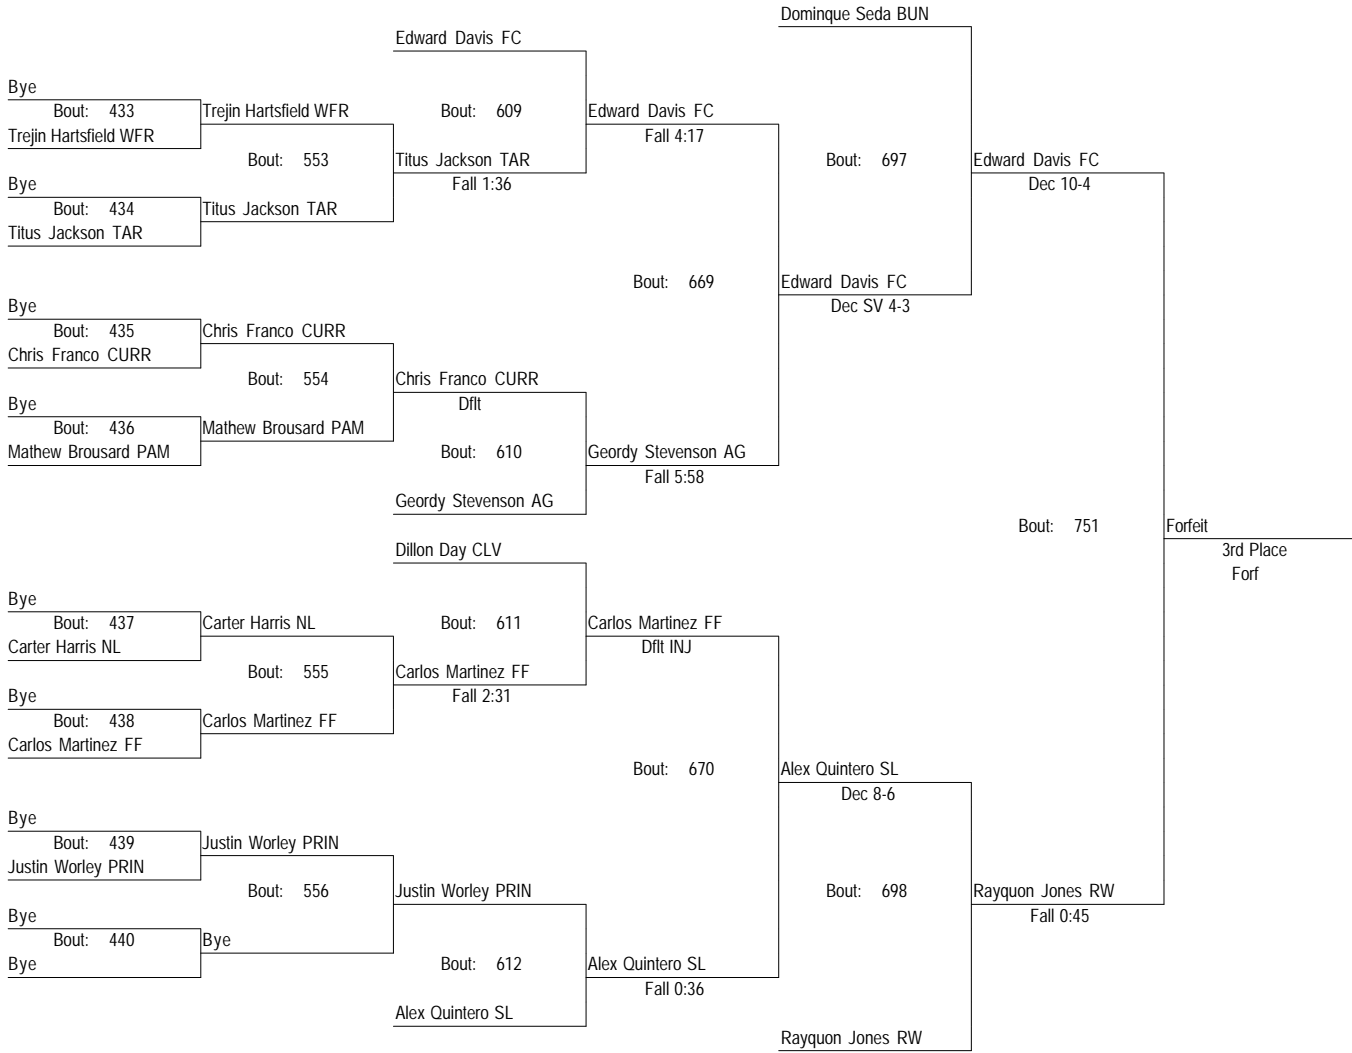 Dominque Seda BUN
Edward Davis FC
Bye
Bout: 433
Trejin Hartsfield WFR
Trejin Hartsfield WFR
Bout: 609
Edward Davis FC
Fall 4:17
Bout: 553
Titus Jackson TAR
Fall 1:36
Bout: 697
Edward Davis FC
Dec 10-4
Bye
Bout: 434
Titus Jackson TAR
Titus Jackson TAR
Bout: 669
Edward Davis FC
Dec SV 4-3
Bye
Bout: 435
Chris Franco CURR
Chris Franco CURR
Bout: 554
Chris Franco CURR
Dflt
Bye
Bout: 436
Mathew Brousard PAM
Mathew Brousard PAM
Bout: 610
Geordy Stevenson AG
Fall 5:58
Geordy Stevenson AG
Bout: 751
Forfeit
3rd Place
Forf
Dillon Day CLV
Bye
Bout: 437
Carter Harris NL
Carter Harris NL
Bout: 611
Carlos Martinez FF
Dflt INJ
Bout: 555
Carlos Martinez FF
Fall 2:31
Bye
Bout: 438
Carlos Martinez FF
Carlos Martinez FF
Bout: 670
Alex Quintero SL
Dec 8-6
Bye
Bout: 439
Justin Worley PRIN
Justin Worley PRIN
Bout: 556
Justin Worley PRIN
Bout: 698
Rayquon Jones RW
Fall 0:45
Bye
Bout: 440
Bye
Bye
Bout: 612
Alex Quintero SL
Fall 0:36
Alex Quintero SL
Rayquon Jones RW